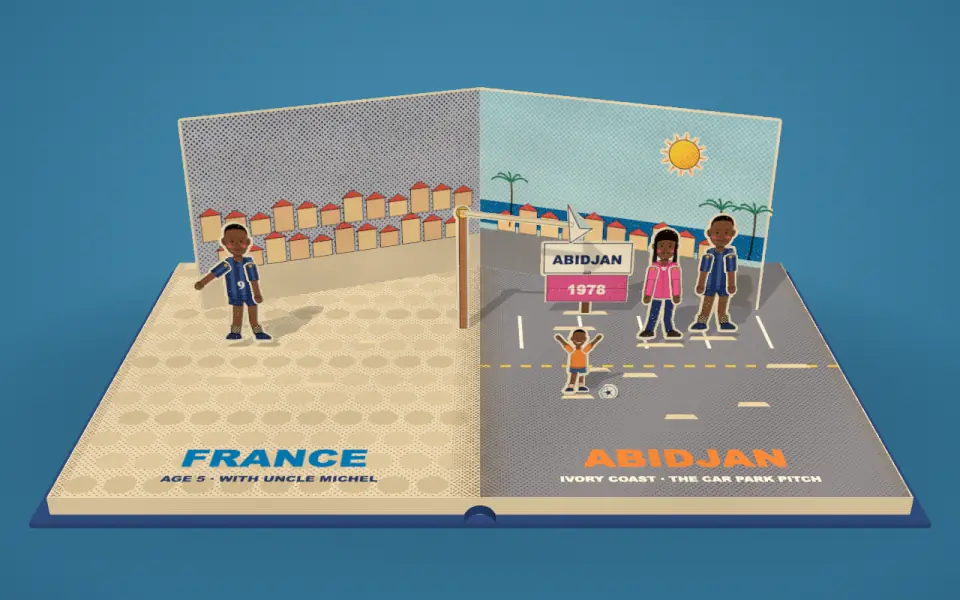 9
ABIDJAN
1978
FRANCE
AGE 5 · WITH UNCLE MICHEL
ABIDJAN
IVORY COAST · THE CAR PARK PITCH